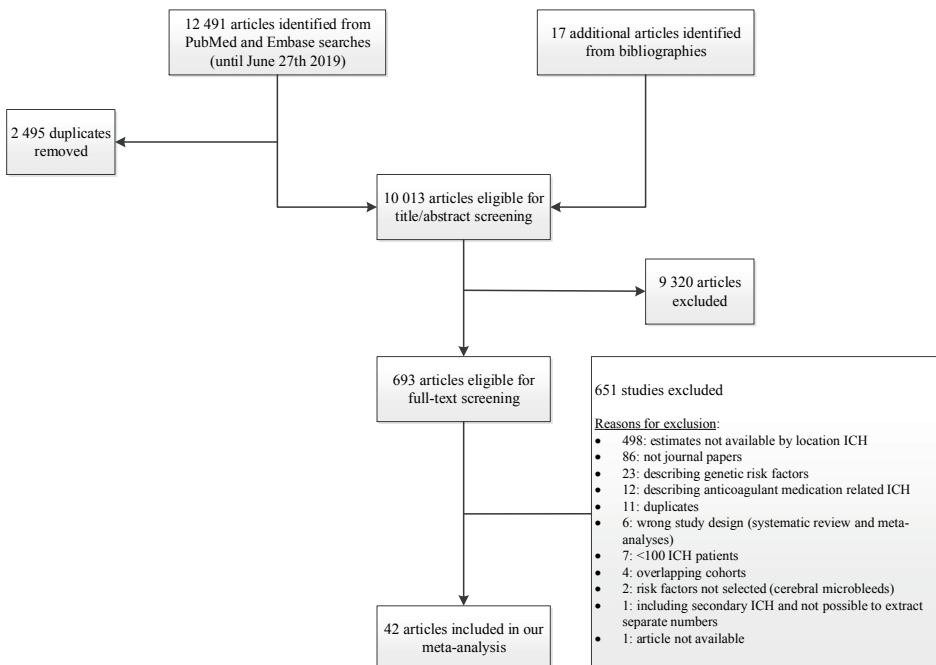 12 491 articles identified from
PubMed and Embase searches
(until June 27th 2019)
17 additional articles identified
from bibliographies
2 495 duplicates
removed
10 013 articles eligible for
title/abstract screening
9 320 articles
excluded
693 articles eligible for
full-text screening
651 studies excluded
Reasons for exclusion:
• 498: estimates not available by location ICH
• 86: not journal papers
• 23: describing genetic risk factors
• 12: describing anticoagulant medication related ICH
• 11: duplicates
• 6: wrong study design (systematic review and meta-
analyses)
• 7: <100 ICH patients
• 4: overlapping cohorts
• 2: risk factors not selected (cerebral microbleeds)
• 1: including secondary ICH and not possible to extract
separate numbers
• 1: article not available
42 articles included in our
meta-analysis